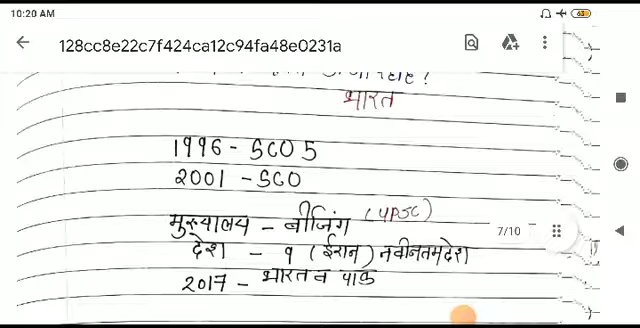 10:20 AM
63
128cc8e22c7f424ca12c94fa48e0231a
भारत
1996 - SCO 5
2001 - SCO
मुख्यालय - बीजिंग (UPSC)
7/10
देश - 9 (ईरान) नवीनतम देश
2017 - भारत व पाक